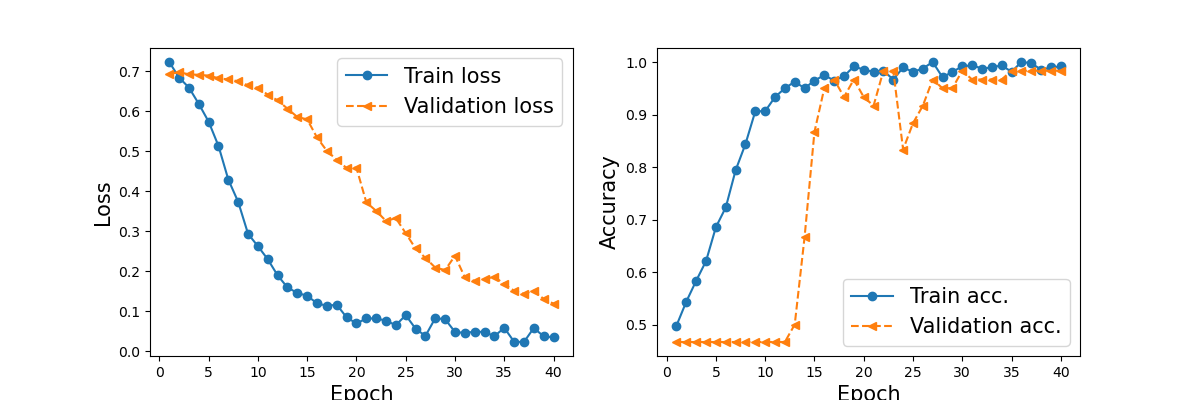 Train loss
Validation loss
Loss
0.7
0.6
0.5
0.4
0.3
0.2
0.1
0.0
0 5 10 15 20 25 30 35 40
Epoch
Accuracy
1.0
0.9
0.8
0.7
0.6
0.5
Train acc.
Validation acc.
0 5 10 15 20 25 30 35 40
Epoch